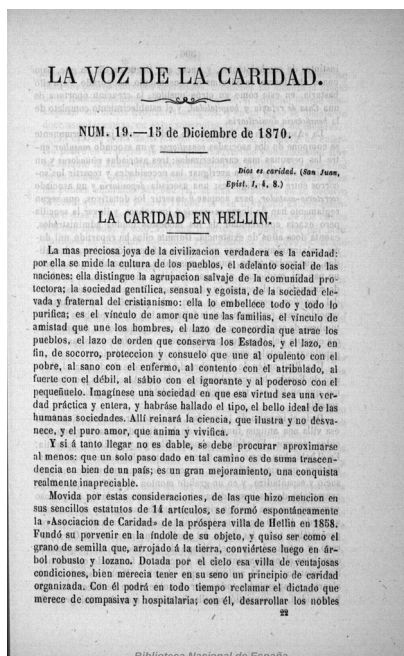 LA VOZ DE LA CARIDAD.
NUM. 19.—15 de Diciembre de 1870.
Dios es caridad. (San Juan,
Epíst. I, 4, 8.)
LA CARIDAD EN HELLIN.
La mas preciosa joya de la civilizacion verdadera es la caridad:
por ella se mide la cultura de los pueblos, el adelanto social de las
naciones: ella distingue la agrupacion salvaje de la comunidad pro-
tectora; la sociedad gentílica, sensual y egoista, de la sociedad ele-
vada y fraternal del cristianismo: ella lo embellece todo y todo lo
purifica; es el vínculo de amor que une las familias, el vínculo de
amistad que une los hombres, el lazo de concordia que atrae los
pueblos, el lazo de orden que conserva los Estados, y el lazo, en
fin, de socorro, proteccion y consuelo que une al opulento con el
pobre, al sano con el enfermo, al contento con el atribulado, al
fuerte con el débil, al sábio con el ignorante y al poderoso con el
pequeñuelo. Imagínese una sociedad en que esa virtud sea una ver-
dad práctica y entera, y habráse hallado el tipo, el bello ideal de las
humanas sociedades. Allí reinará la ciencia, que ilustra y no desva-
nece, y el puro amor, que anima y vivifica.
Y si á tanto llegar no es dable, se debe procurar aproximarse
al menos: que un solo paso dado en tal camino es de suma trascen-
dencia en bien de un país; es un gran mejoramiento, una conquista
realmente inapreciable.
Movida por estas consideraciones, de las que hizo mencion en
sus sencillos estatutos de 14 artículos, se formó espontáneamente
la «Asociacion de Caridad» de la próspera villa de Hellin en 1858.
Fundó su porvenir en la índole de su objeto, y quiso ser como el
grano de semilla que, arrojado á la tierra, conviértese luego en ár-
bol robusto y lozano. Dotada por el cielo esa villa de ventajosas
condiciones, bien merecia tener en su seno un principio de caridad
organizada. Con él podrá en todo tiempo reclamar el dictado que
merece de compasiva y hospitalaria; con él, desarrollar los nobles
22
Biblioteca Nacional de España